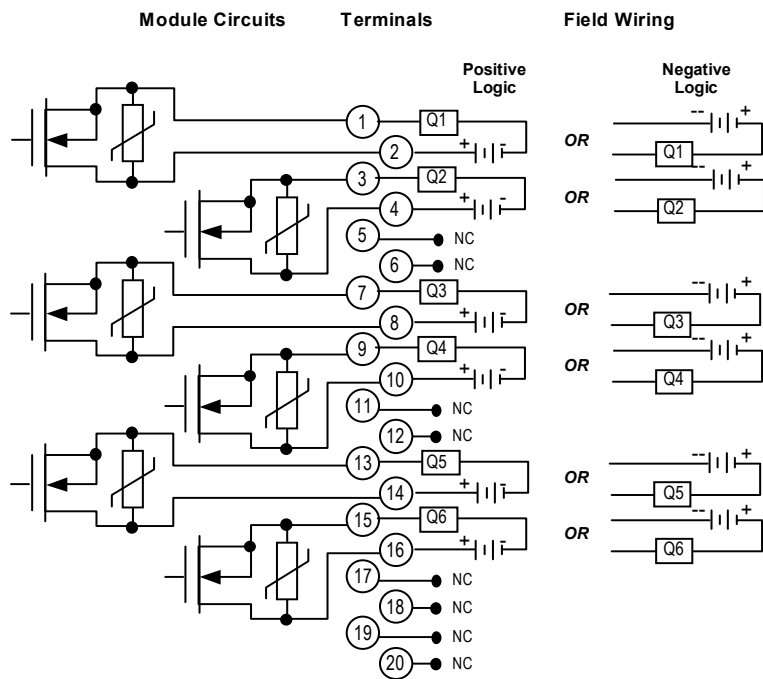 Module Circuits Terminals Field Wiring
Positive Logic
Negative Logic
1 Q1
-- +
2 + -
OR
Q1
3 Q2
-- +
4 + -
OR
Q2
5 NC
6 NC
7 Q3
-- +
8 + -
OR
Q3
9 Q4
-- +
10 + -
OR
Q4
11 NC
12 NC
13 Q5
-- +
14 + -
OR
Q5
15 Q6
-- +
16 + -
OR
Q6
17 NC
18 NC
19 NC
20 NC